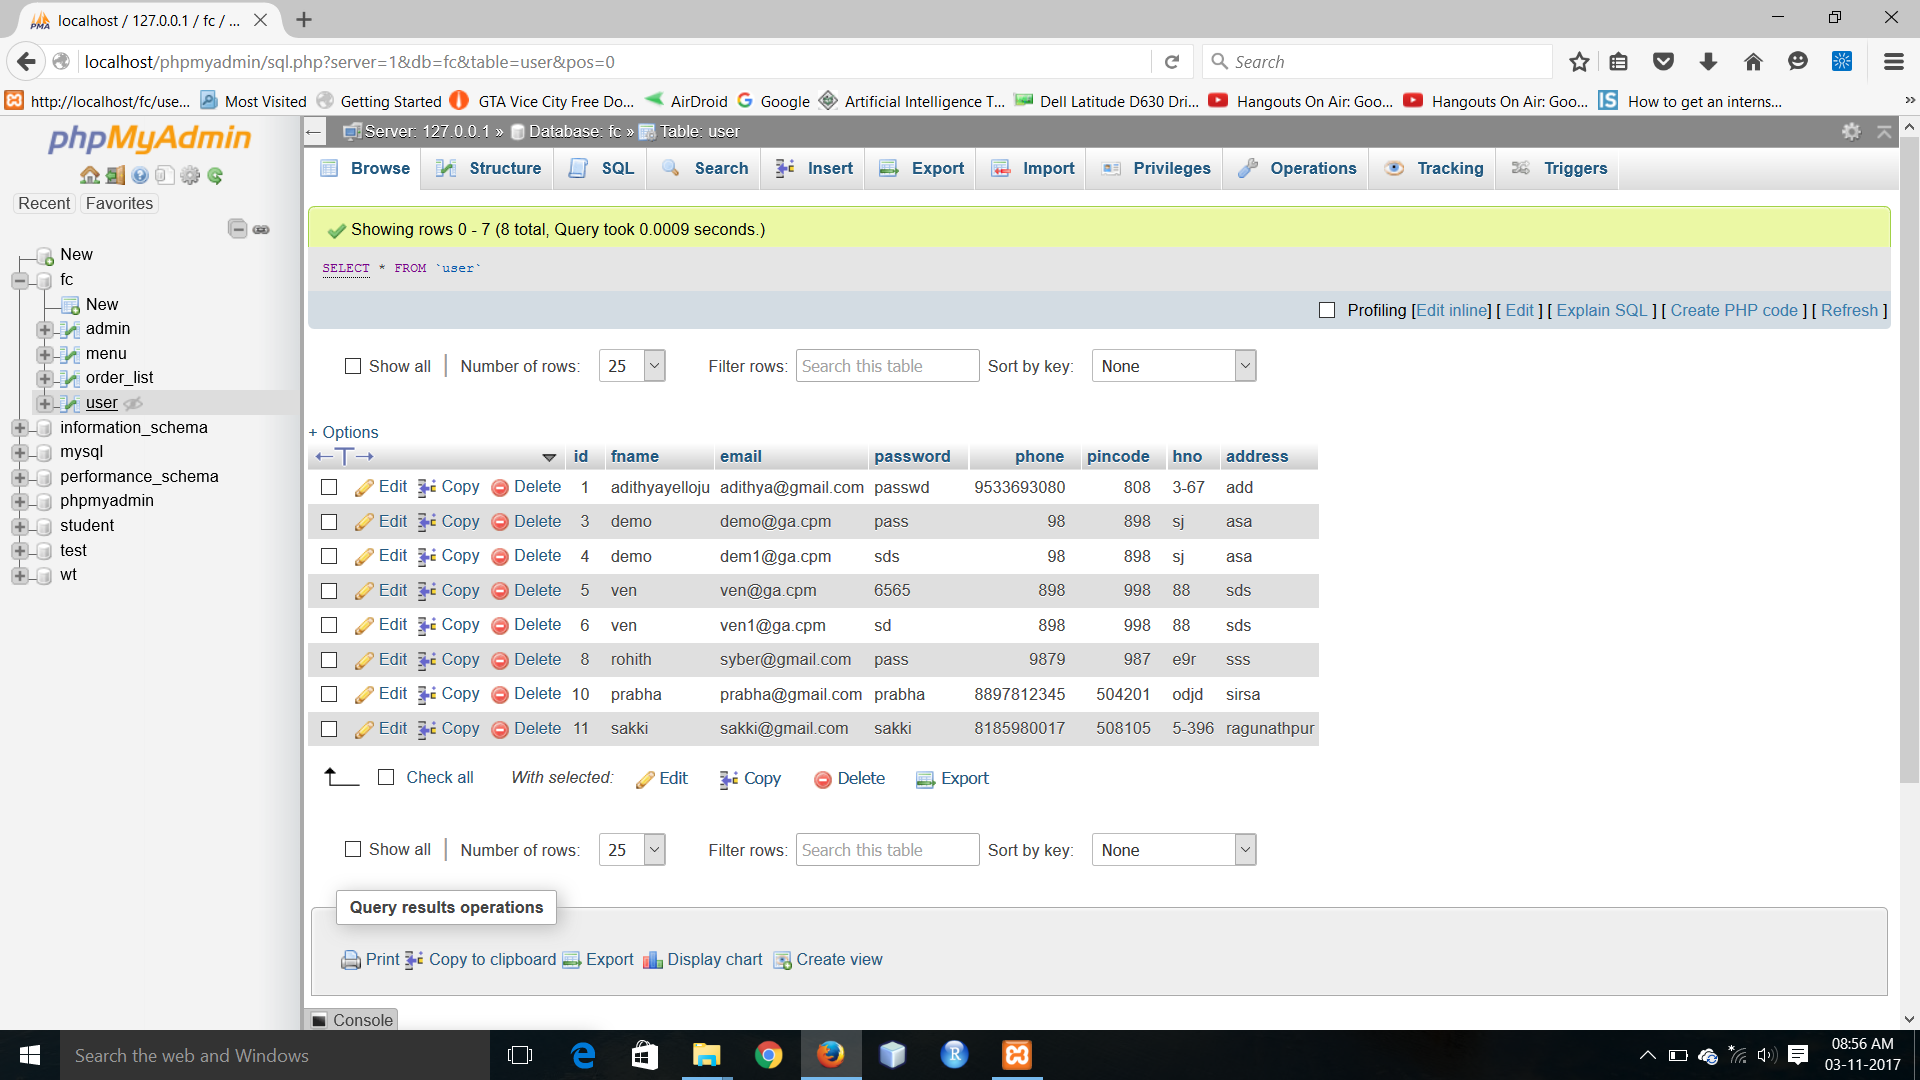 localhost / 127.0.0.1 / fc / ...
localhost/phpmyadmin/sql.php?server=1&db=fc&table=user&pos=0
Search
http://localhost/fc/use... Most Visited Getting Started GTA Vice City Free Do... AirDroid Google Artificial Intelligence T... Dell Latitude D630 Dri... Hangouts On Air: Goo... Hangouts On Air: Goo... How to get an interns... »
phpMyAdmin
Recent Favorites
New
fc
New
admin
menu
order_list
user
information_schema
mysql
performance_schema
phpmyadmin
student
test
wt
Server: 127.0.0.1 » Database: fc » Table: user
Browse Structure SQL Search Insert Export Import Privileges Operations Tracking Triggers
Showing rows 0 - 7 (8 total, Query took 0.0009 seconds.)
SELECT * FROM `user`
Profiling [Edit inline] [ Edit ] [ Explain SQL ] [ Create PHP code ] [ Refresh ]
Show all | Number of rows: 25 Filter rows: Search this table Sort by key: None
+ Options
←T→ id fname email password phone pincode hno address
Edit Copy Delete 1 adithyayelloju adithya@gmail.com passwd 9533693080 808 3-67 add
Edit Copy Delete 3 demo demo@ga.cpm pass 98 898 sj asa
Edit Copy Delete 4 demo dem1@ga.cpm sds 98 898 sj asa
Edit Copy Delete 5 ven ven@ga.cpm 6565 898 998 88 sds
Edit Copy Delete 6 ven ven1@ga.cpm sd 898 998 88 sds
Edit Copy Delete 8 rohith syber@gmail.com pass 9879 987 e9r sss
Edit Copy Delete 10 prabha prabha@gmail.com prabha 8897812345 504201 odjd sirsa
Edit Copy Delete 11 sakki sakki@gmail.com sakki 8185980017 508105 5-396 ragunathpur
Check all With selected: Edit Copy Delete Export
Show all | Number of rows: 25 Filter rows: Search this table Sort by key: None
Query results operations
Print Copy to clipboard Export Display chart Create view
Console
Search the web and Windows
08:56 AM
03-11-2017